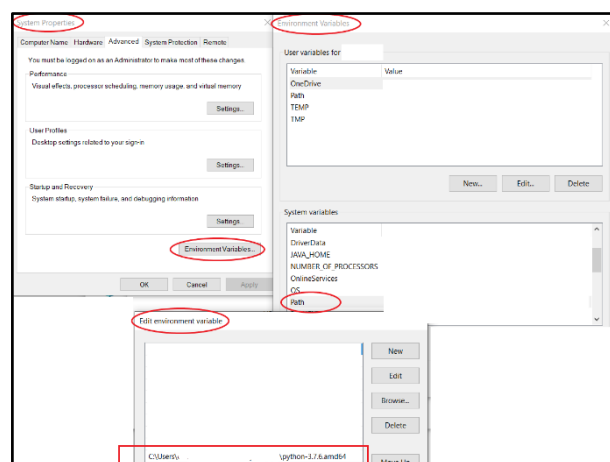 System Properties
Computer Name Hardware Advanced System Protection Remote
You must be logged on as an Administrator to make most of these changes.
Performance
Visual effects, processor scheduling, memory usage, and virtual memory
Settings...
User Profiles
Desktop settings related to your sign-in
Settings...
Startup and Recovery
System startup, system failure, and debugging information
Settings...
Environment Variables...
OK Cancel Apply
Environment Variables
User variables for
Variable Value
OneDrive
Path
TEMP
TMP
New... Edit... Delete
System variables
Variable
DriverData
JAVA_HOME
NUMBER_OF_PROCESSORS
OnlineServices
OS
Path
Edit environment variable
New
Edit
Browse...
Delete
Move Up
C:\Users\ \python-3.7.6.amd64